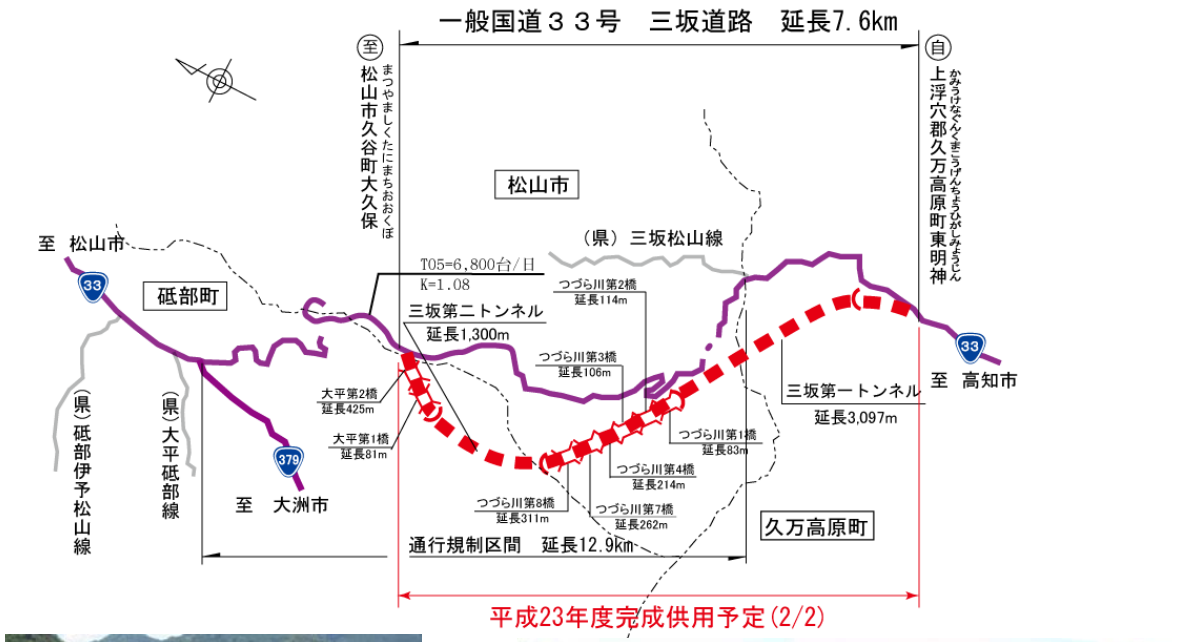 一般国道３３号　三坂道路　延長7.6km
至
松山市久谷町大久保
まつやましくたにまちおおくぼ
自
上浮穴郡久万高原町東明神
かみうけなぐんくまこうげんちょうひがしみょうじん
松山市
（県）三坂松山線
至　松山市
33
砥部町
T05=6,800台/日
K=1.08
つづら川第2橋
延長114m
三坂第二トンネル
延長1,300m
つづら川第3橋
延長106m
33
至　高知市
大平第2橋
延長425m
三坂第一トンネル
延長3,097m
（県）砥部伊予松山線
（県）大平砥部線
大平第1橋
延長81m
つづら川第1橋
延長83m
379
つづら川第4橋
延長214m
至　大洲市
つづら川第8橋
延長311m
つづら川第7橋
延長262m
久万高原町
通行規制区間　延長12.9km
平成23年度完成供用予定(2/2)